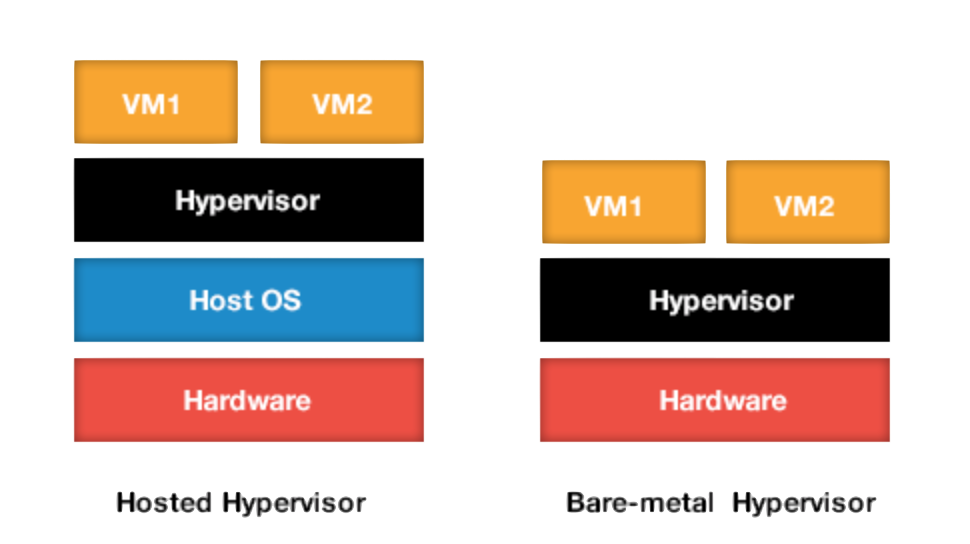 VM1 VM2
Hypervisor
Host OS
Hardware
Hosted Hypervisor
VM1 VM2
Hypervisor
Hardware
Bare-metal Hypervisor